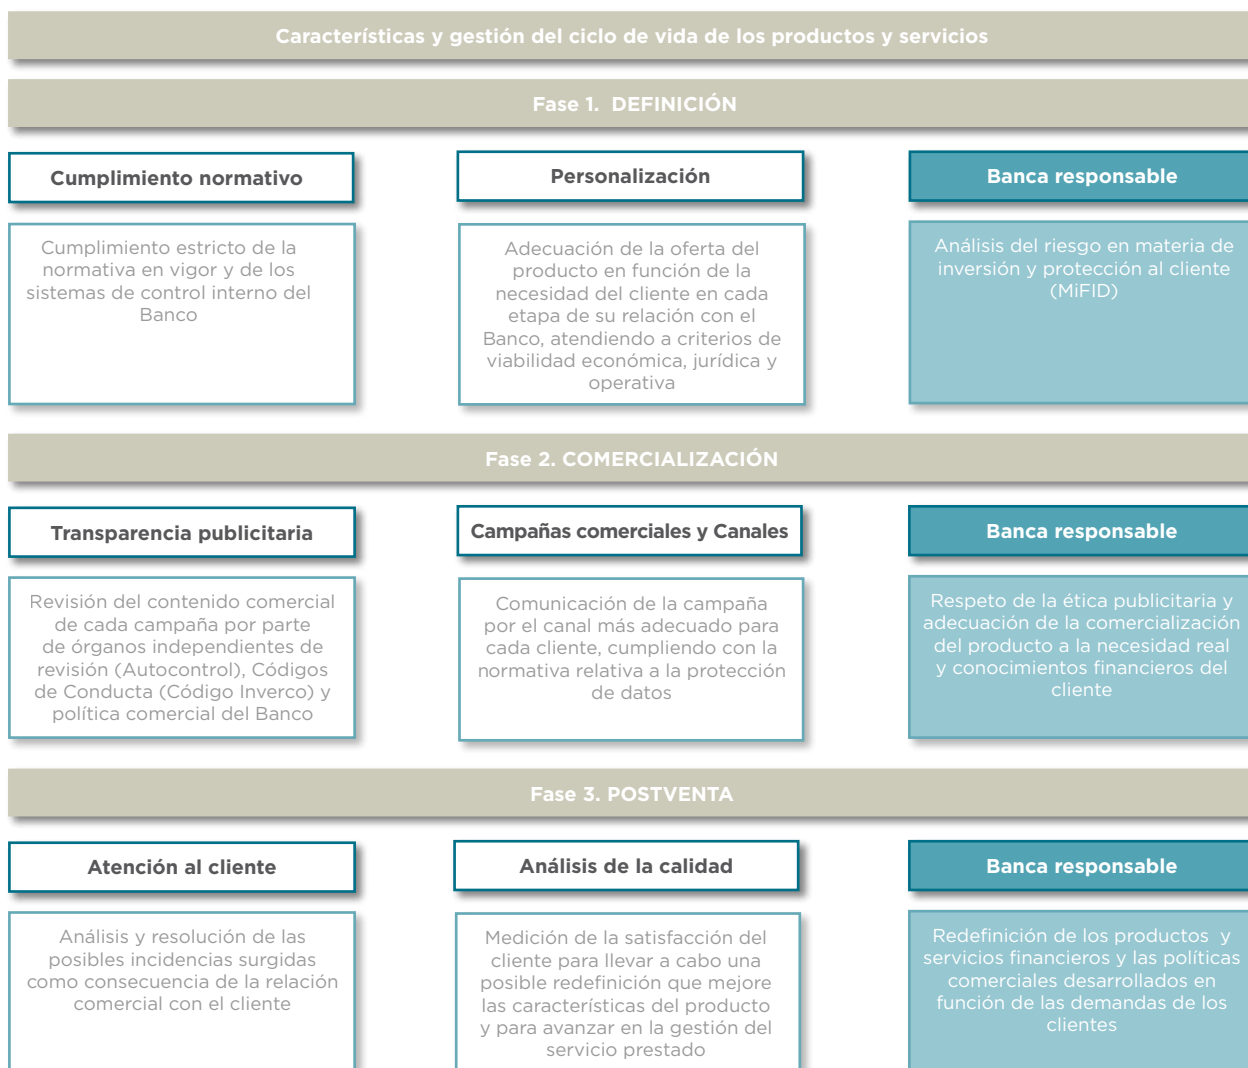 Características y gestión del ciclo de vida de los productos y servicios
Fase 1. DEFINICIÓN
Cumplimiento normativo
Cumplimiento estricto de la
normativa en vigor y de los
sistemas de control interno del
Banco
Personalización
Adecuación de la oferta del
producto en función de la
necesidad del cliente en cada
etapa de su relación con el
Banco, atendiendo a criterios de
viabilidad económica, jurídica y
operativa
Banca responsable
Análisis del riesgo en materia de
inversión y protección al cliente
(MiFID)
Fase 2. COMERCIALIZACIÓN
Transparencia publicitaria
Revisión del contenido comercial
de cada campaña por parte
de órganos independientes de
revisión (Autocontrol), Códigos
de Conducta (Código Inverco) y
política comercial del Banco
Campañas comerciales y Canales
Comunicación de la campaña
por el canal más adecuado para
cada cliente, cumpliendo con la
normativa relativa a la protección
de datos
Banca responsable
Respeto de la ética publicitaria y
adecuación de la comercialización
del producto a la necesidad real
y conocimientos financieros del
cliente
Fase 3. POSTVENTA
Atención al cliente
Análisis y resolución de las
posibles incidencias surgidas
como consecuencia de la relación
comercial con el cliente
Análisis de la calidad
Medición de la satisfacción del
cliente para llevar a cabo una
posible redefinición que mejore
las características del producto
y para avanzar en la gestión del
servicio prestado
Banca responsable
Redefinición de los productos y
servicios financieros y las políticas
comerciales desarrollados en
función de las demandas de los
clientes